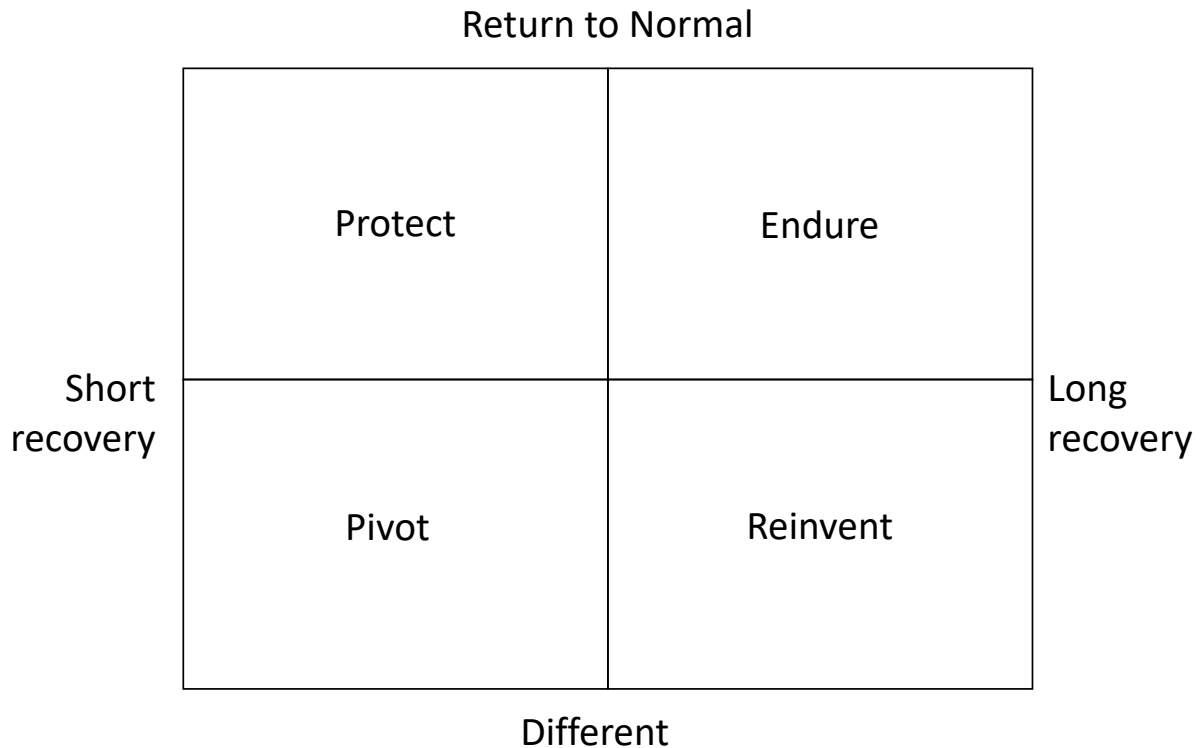 Return to Normal
Protect
Endure
Short
recovery
Long
recovery
Pivot
Reinvent
Different